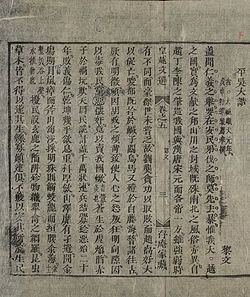 平吳大誥 黎文
蓋聞仁義之舉要在安民弔伐之師莫先去暴惟我大越
之國實為文獻之邦山川之封域既殊南北之風俗亦異自
趙丁李陳之肇造我國與漢唐宋元而各帝一方雖強弱時
皇越文選 卷之五 三 存庵家藏
有不同而豪傑世未嘗乏故劉龔貪功以取敗而趙禼好大
以促亡唆都既擒於鹹子關烏馬又殪於白藤海嵇諸往古
厥有明徵頃因胡政之煩苛致使人心之怨叛狂明伺隙因
以毒我民黨懷奸竟以賣我國焮蒼生於虐焰陷赤
子於禍坑欺天罔民詭計蓋千萬狀連兵結釁稔惡殆二十
年敗義傷仁乾坤幾乎欲息重科厚歛山澤靡有孑遺開金
場則冒嵐瘴而斧山淘沙採明珠則觸蛟龍而緪腰汆海
擾民設玄鹿之陷阱殄物織翠禽之網羅昆虫
草木皆不得以遂其生鰥寡顛連俱不獲以安其所